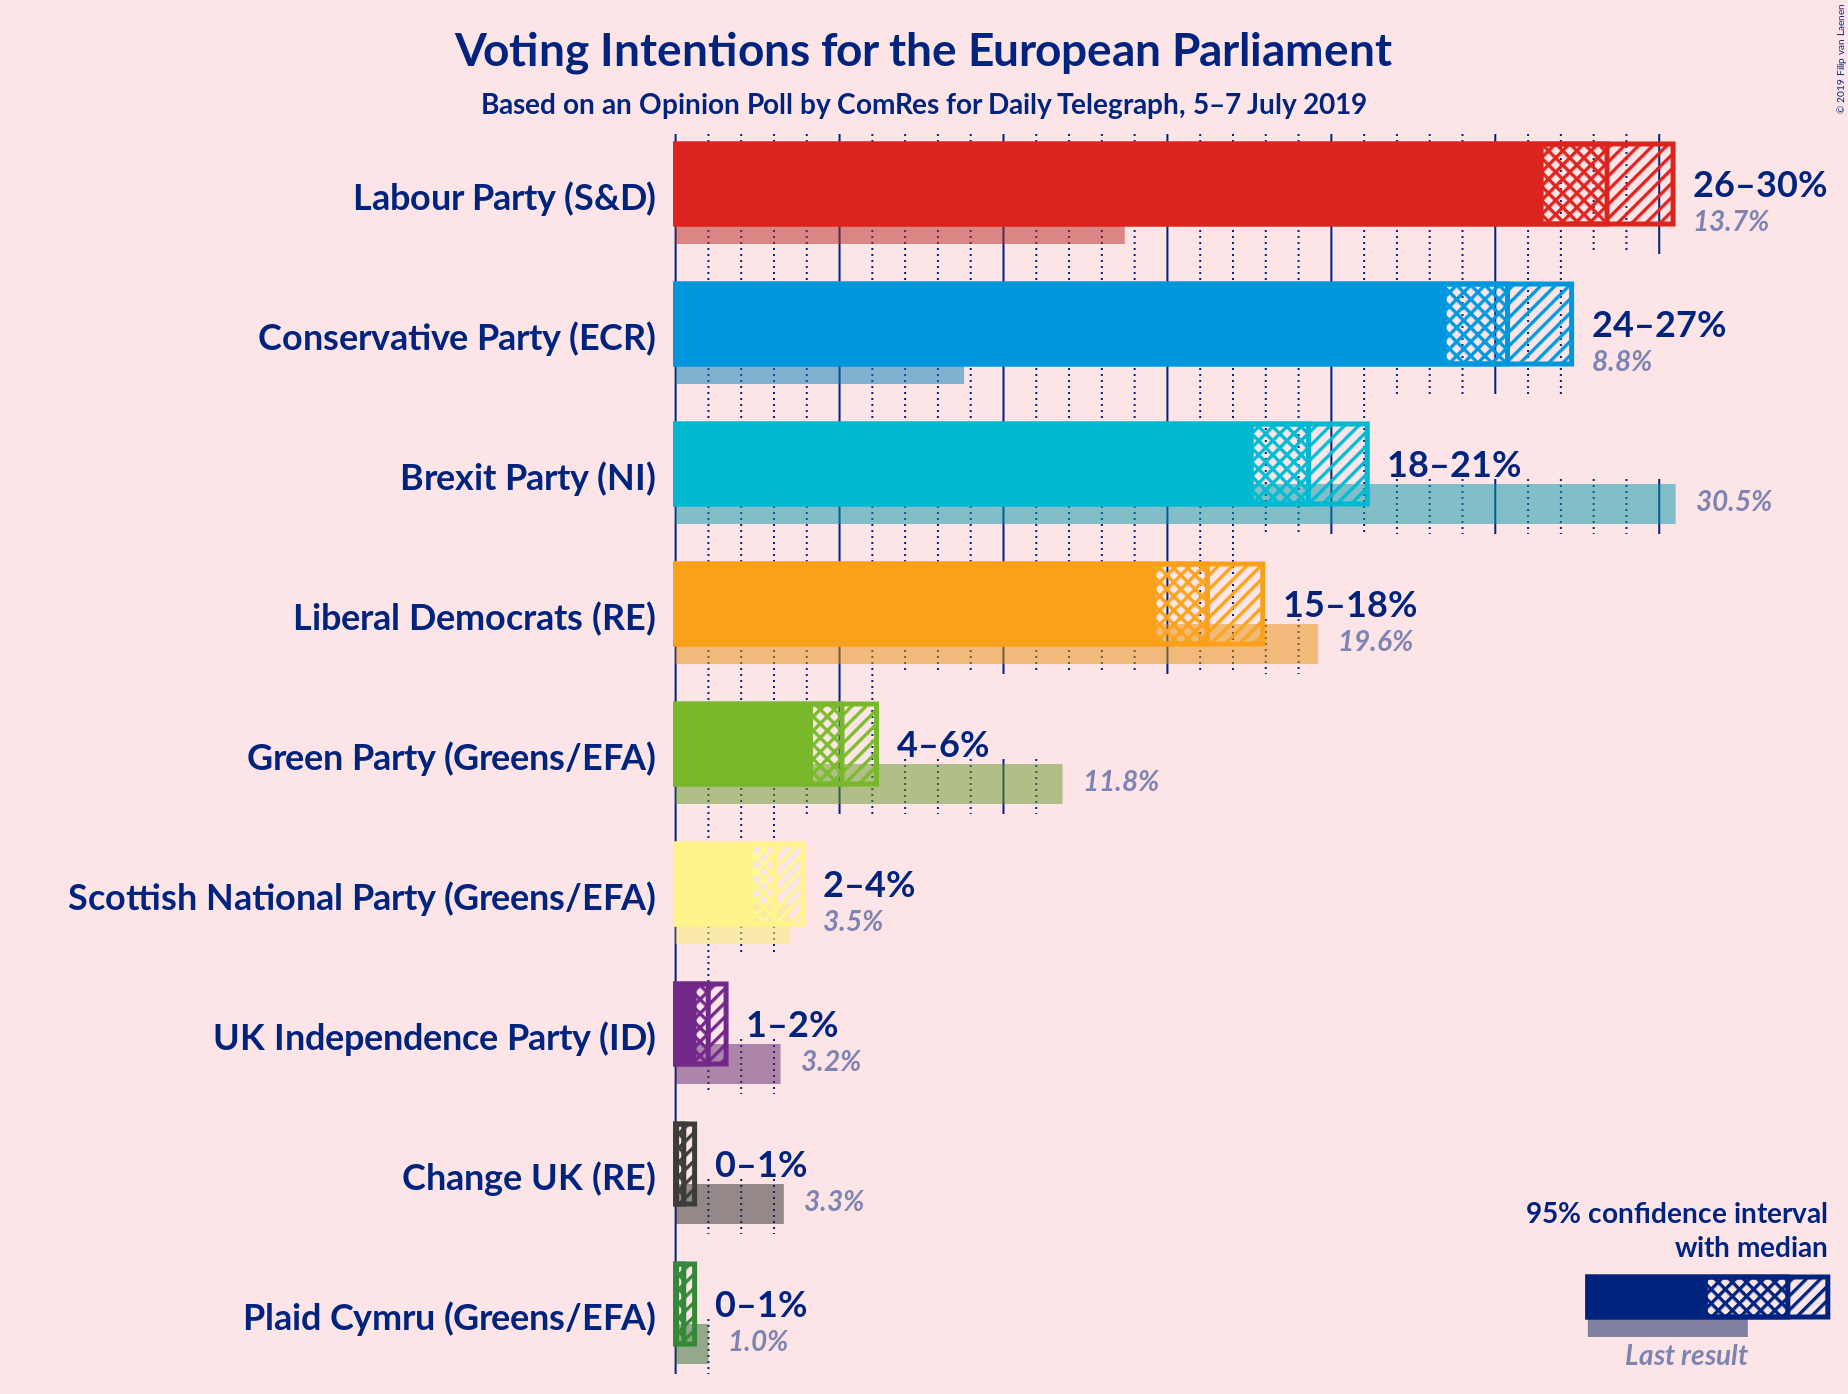 Voting Intentions for the European Parliament
Based on an Opinion Poll by ComRes for Daily Telegraph, 5–7 July 2019
© 2019 Filip van Laenen
Labour Party (S&D)
26–30%
13.7%
Conservative Party (ECR)
24–27%
8.8%
Brexit Party (NI)
18–21%
30.5%
Liberal Democrats (RE)
15–18%
19.6%
Green Party (Greens/EFA)
4–6%
11.8%
Scottish National Party (Greens/EFA)
2–4%
3.5%
UK Independence Party (ID)
1–2%
3.2%
Change UK (RE)
0–1%
3.3%
Plaid Cymru (Greens/EFA)
0–1%
1.0%
95% confidence interval
with median
Last result